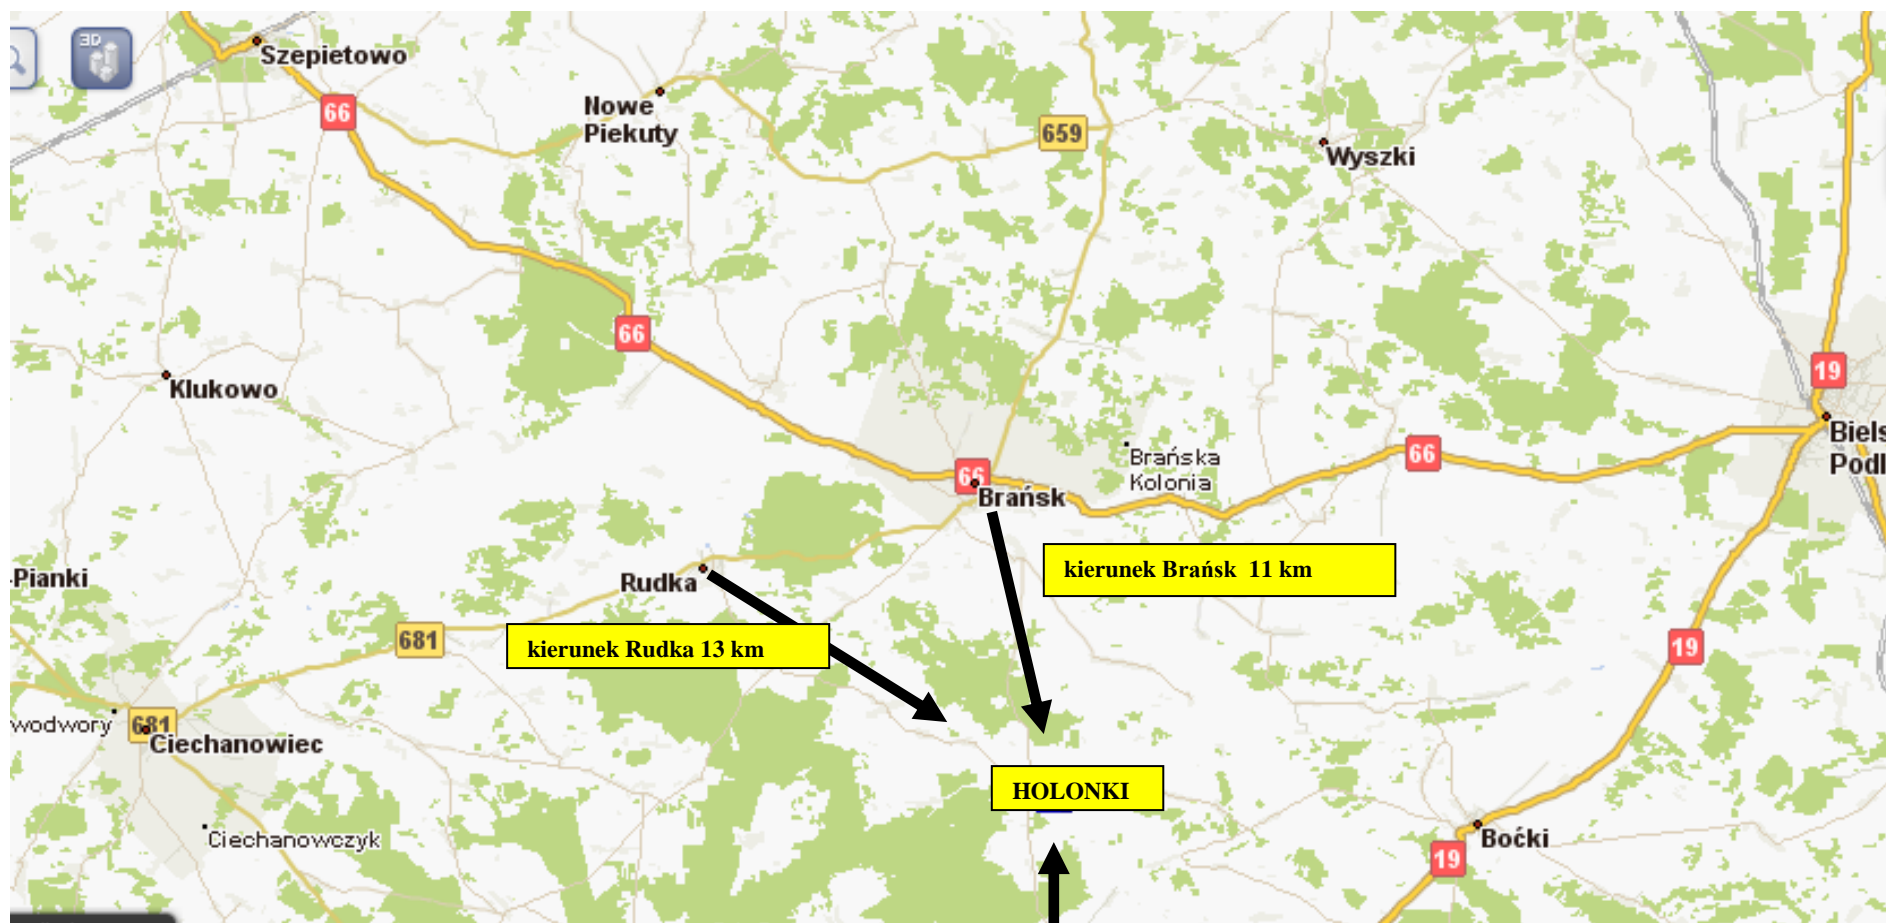 3D
Szepietowo
66
Nowe
Piekuty
659
Wyszki
66
19
Klukowo
Biels
Podl
66
Brańska
Kolonia
66
Brańsk
kierunek Brańsk 11 km
-Pianki
Rudka
681
kierunek Rudka 13 km
19
wodwory
681
Ciechanowiec
HOLONKI
Ciechanowczyk
Boćki
19